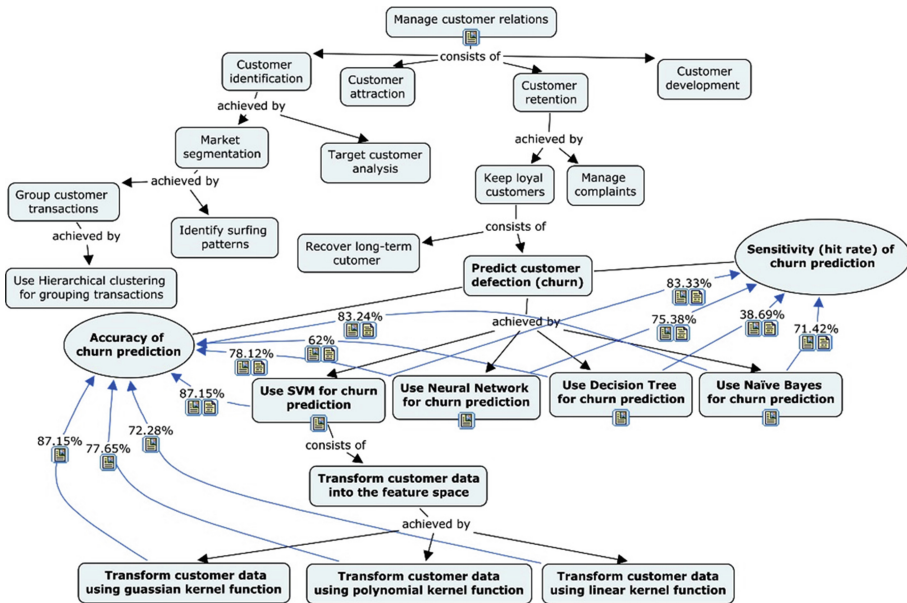 Manage customer relations
consists of
Customer
identification
Customer
attraction
Customer
retention
Customer
development
achieved by
Market
segmentation
Target customer
analysis
achieved by
Keep loyal
customers
Manage
complaints
achieved by
Group customer
transactions
Identify surfing
patterns
consists of
achieved by
Recover long-term
cutomer
Use Hierarchical clustering
for grouping transactions
Predict customer
defection (churn)
Sensitivity (hit rate) of
churn prediction
Accuracy of
churn prediction
83.24%
62%
78.12%
87.15%
achieved by
83.33%
75.38%
38.69%
71.42%
Use SVM for churn
prediction
Use Neural Network
for churn prediction
Use Decision Tree
for churn prediction
Use Naïve Bayes
for churn prediction
87.15%
77.65%
72.28%
consists of
Transform customer data
into the feature space
achieved by
Transform customer data
using guassian kernel function
Transform customer data
using polynomial kernel function
Transform customer data
using linear kernel function